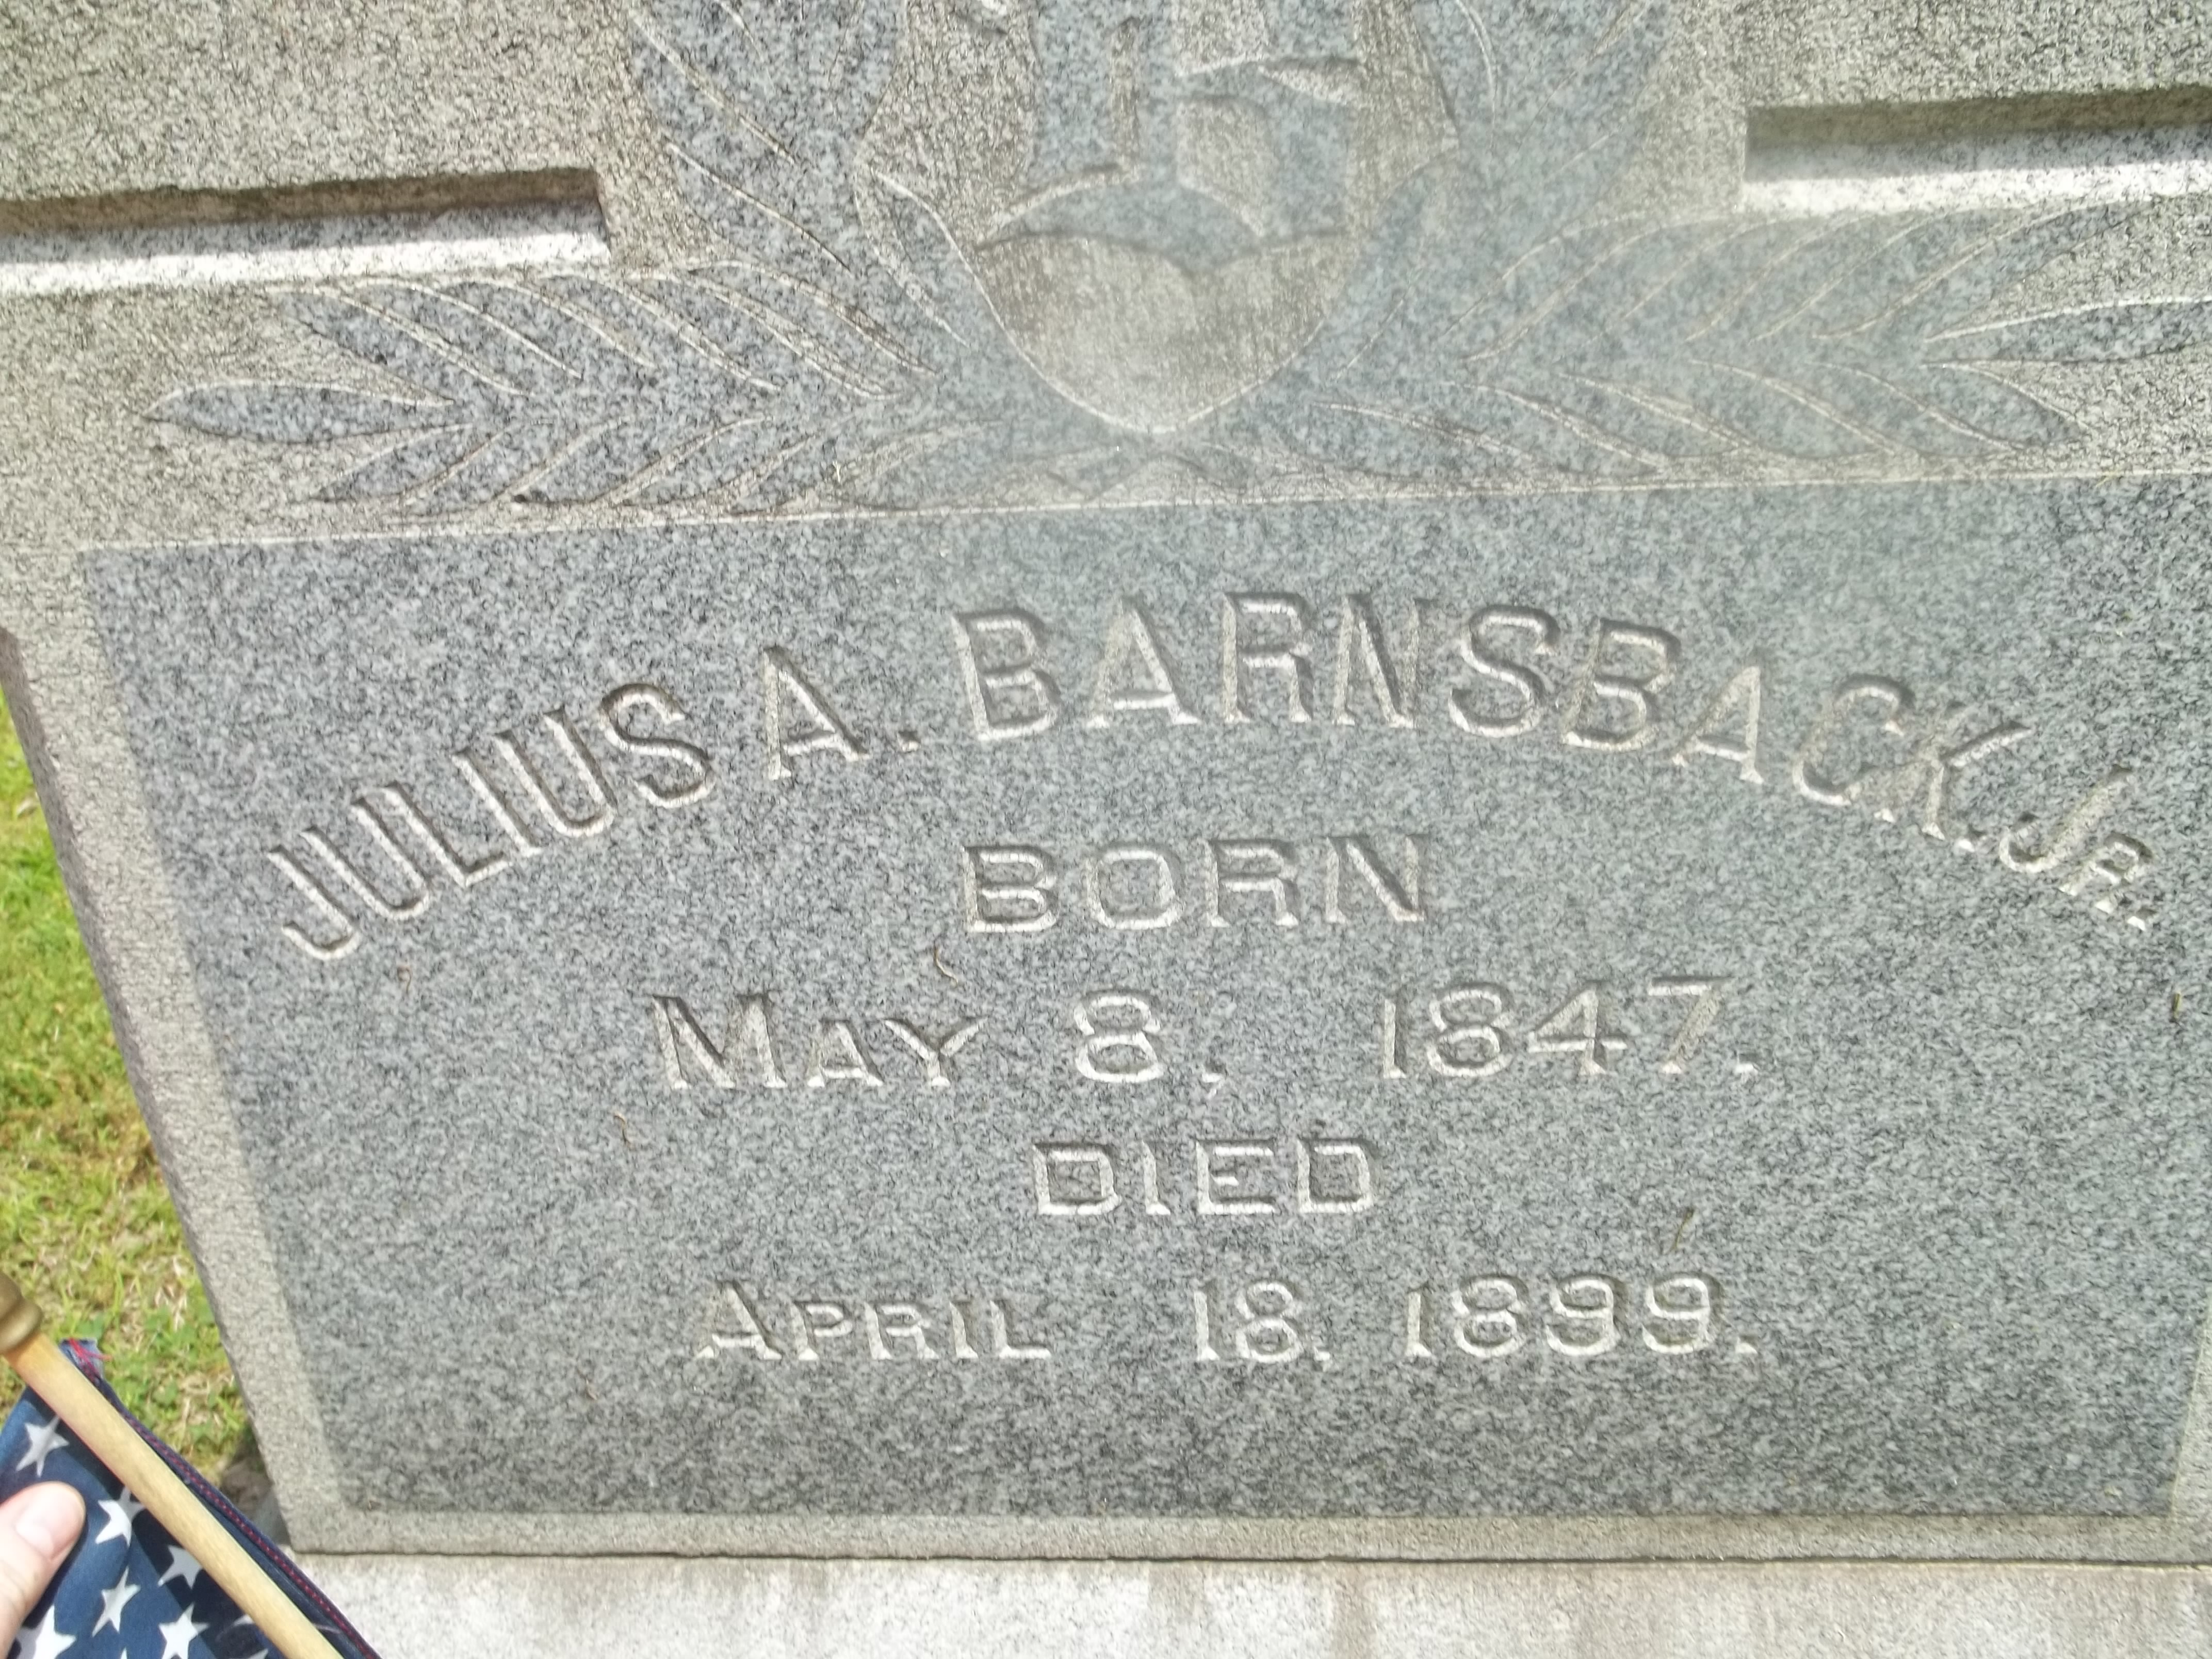 JULIUS A. BARNSBACK. JR.
BORN
MAY 8, 1847.
DIED
APRIL 18, 1899.